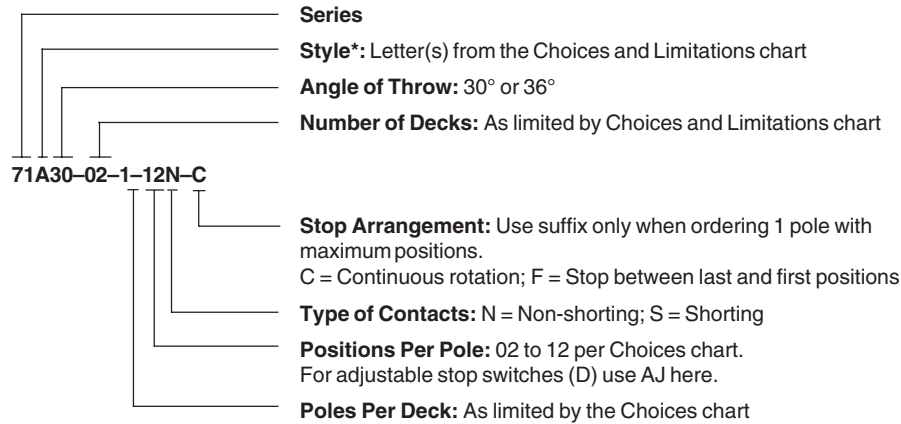 Series
Style*: Letter(s) from the Choices and Limitations chart
Angle of Throw: 30° or 36°
Number of Decks: As limited by Choices and Limitations chart
71A30–02–1–12N–C
Stop Arrangement: Use suffix only when ordering 1 pole with
maximum positions.
C = Continuous rotation; F = Stop between last and first positions
Type of Contacts: N = Non-shorting; S = Shorting
Positions Per Pole: 02 to 12 per Choices chart.
For adjustable stop switches (D) use AJ here.
Poles Per Deck: As limited by the Choices chart